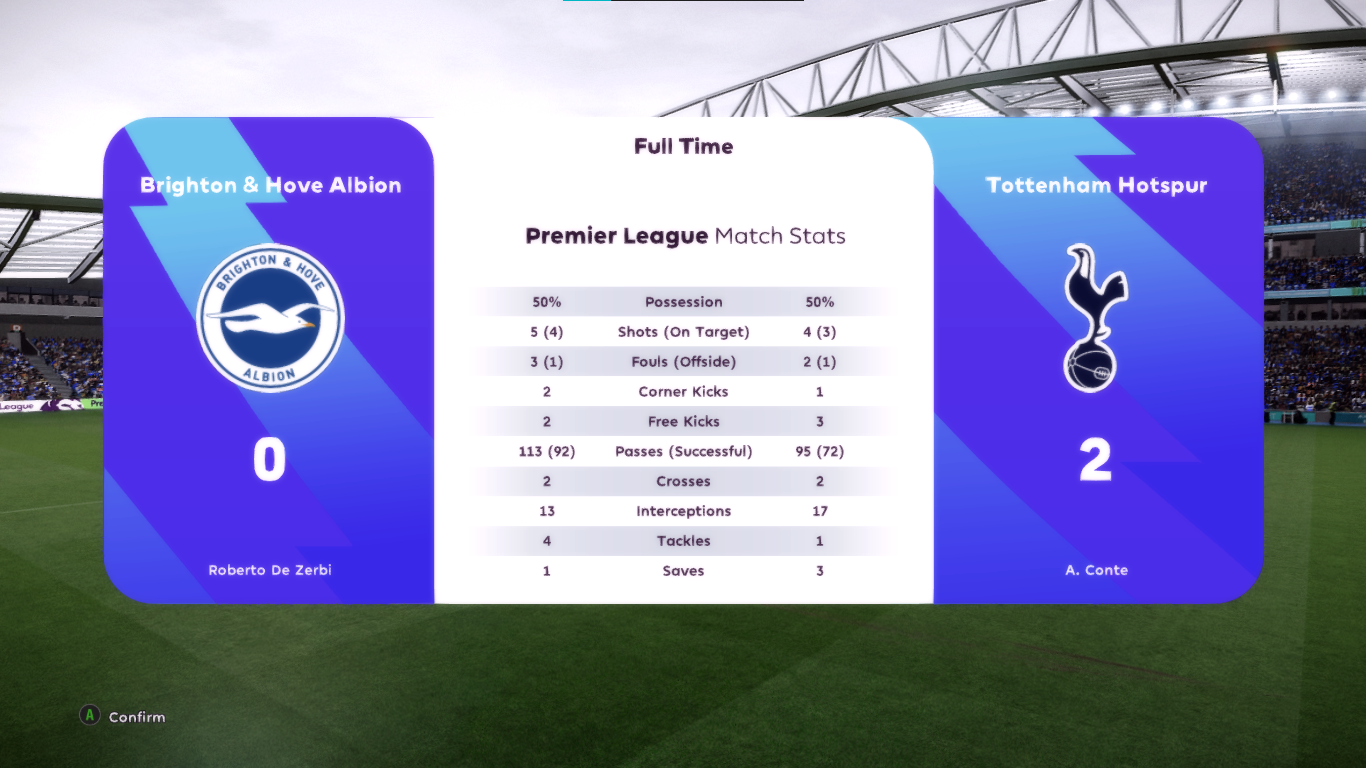 Full Time
Brighton & Hove Albion
Tottenham Hotspur
Premier League Match Stats
BRIGHTON & HOVE
ALBION
50% Possession 50%
5 (4) Shots (On Target) 4 (3)
3 (1) Fouls (Offside) 2 (1)
2 Corner Kicks 1
2 Free Kicks 3
113 (92) Passes (Successful) 95 (72)
2 Crosses 2
13 Interceptions 17
4 Tackles 1
1 Saves 3
0
2
Roberto De Zerbi
A. Conte
League
Pre
A Confirm